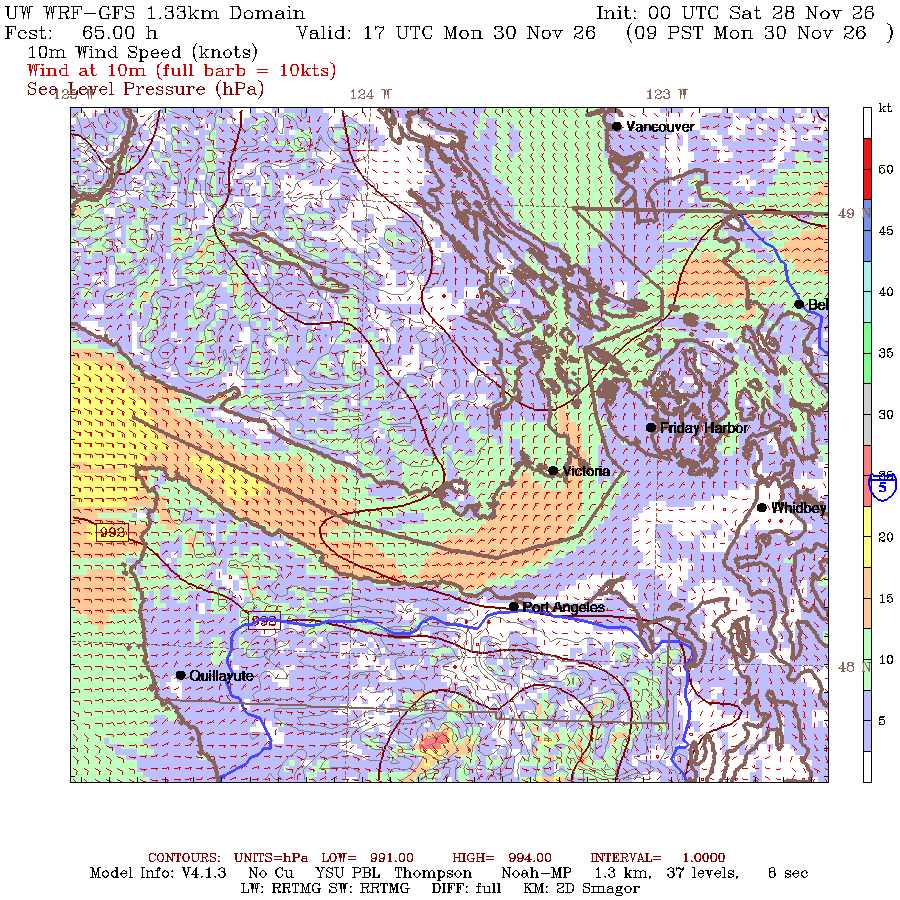 UW WRF-GFS 1.33km Domain Init: 00 UTC Sat 28 Nov 26
Fcst: 65.00 h Valid: 17 UTC Mon 30 Nov 26 (09 PST Mon 30 Nov 26 )
10m Wind Speed (knots)
Wind at 10m (full barb = 10kts)
Sea Level Pressure (hPa)
125 W 124 W 123 W
kt
Vancouver
60
49 N
45
40
Bel
35
30
Friday Harbor
Victoria
25
5
Whidbey
992
20
15
Port Angeles
993
10
48 N
Quillayute
5
CONTOURS: UNITS=hPa LOW= 991.00 HIGH= 994.00 INTERVAL= 1.0000
Model Info: V4.1.3 No Cu YSU PBL Thompson Noah-MP 1.3 km, 37 levels, 8 sec
LW: RRTMG SW: RRTMG DIFF: full KM: 2D Smagor